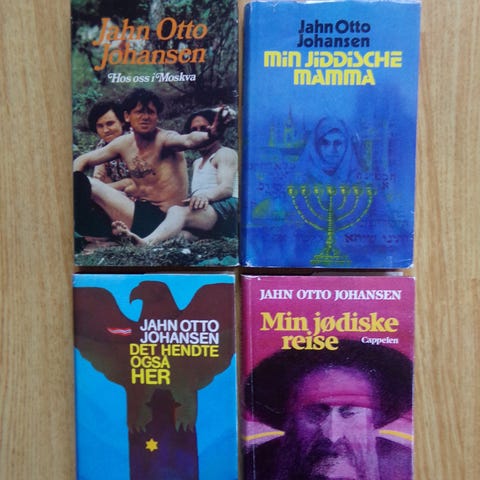 Jahn Otto
Johansen
Hos oss i Moskva
Jahn Otto
Johansen
MIN JIDDISCHE
MAMMA
JAHN OTTO
JOHANSEN
DET HENDTE
OGSÅ
HER
JAHN OTTO JOHANSEN
Min jødiske
reise
Cappelen